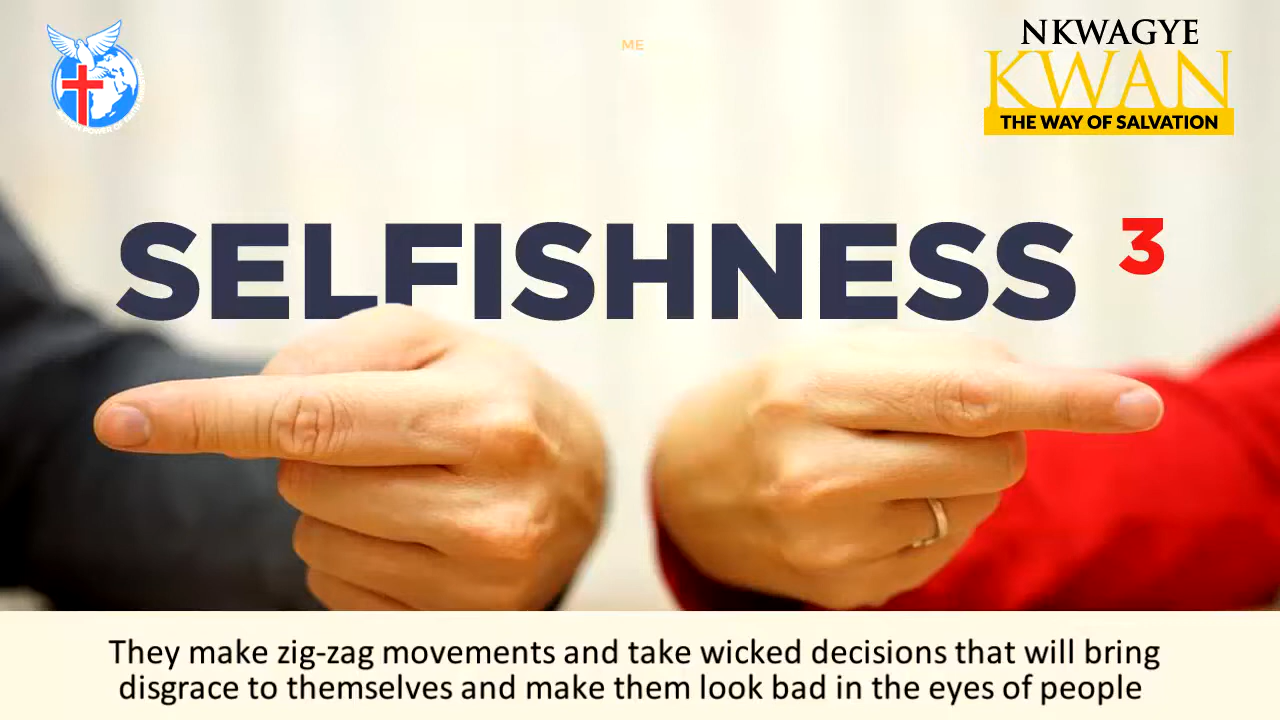 ME
NKWAGYE
KWAN
THE WAY OF SALVATION
SELFISHNESS 3
They make zig-zag movements and take wicked decisions that will bring
disgrace to themselves and make them look bad in the eyes of people